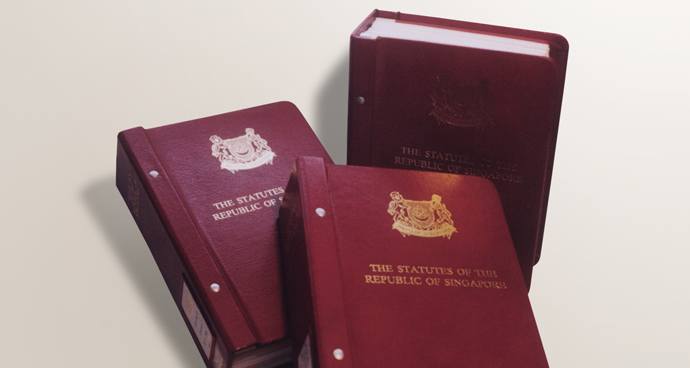 THE STATUTES OF THE
REPUBLIC OF SINGAPORE
THE STATUTES
REPUBLIC OF S
THE STATUTES OF THE
REPUBLIC OF SINGAPORE